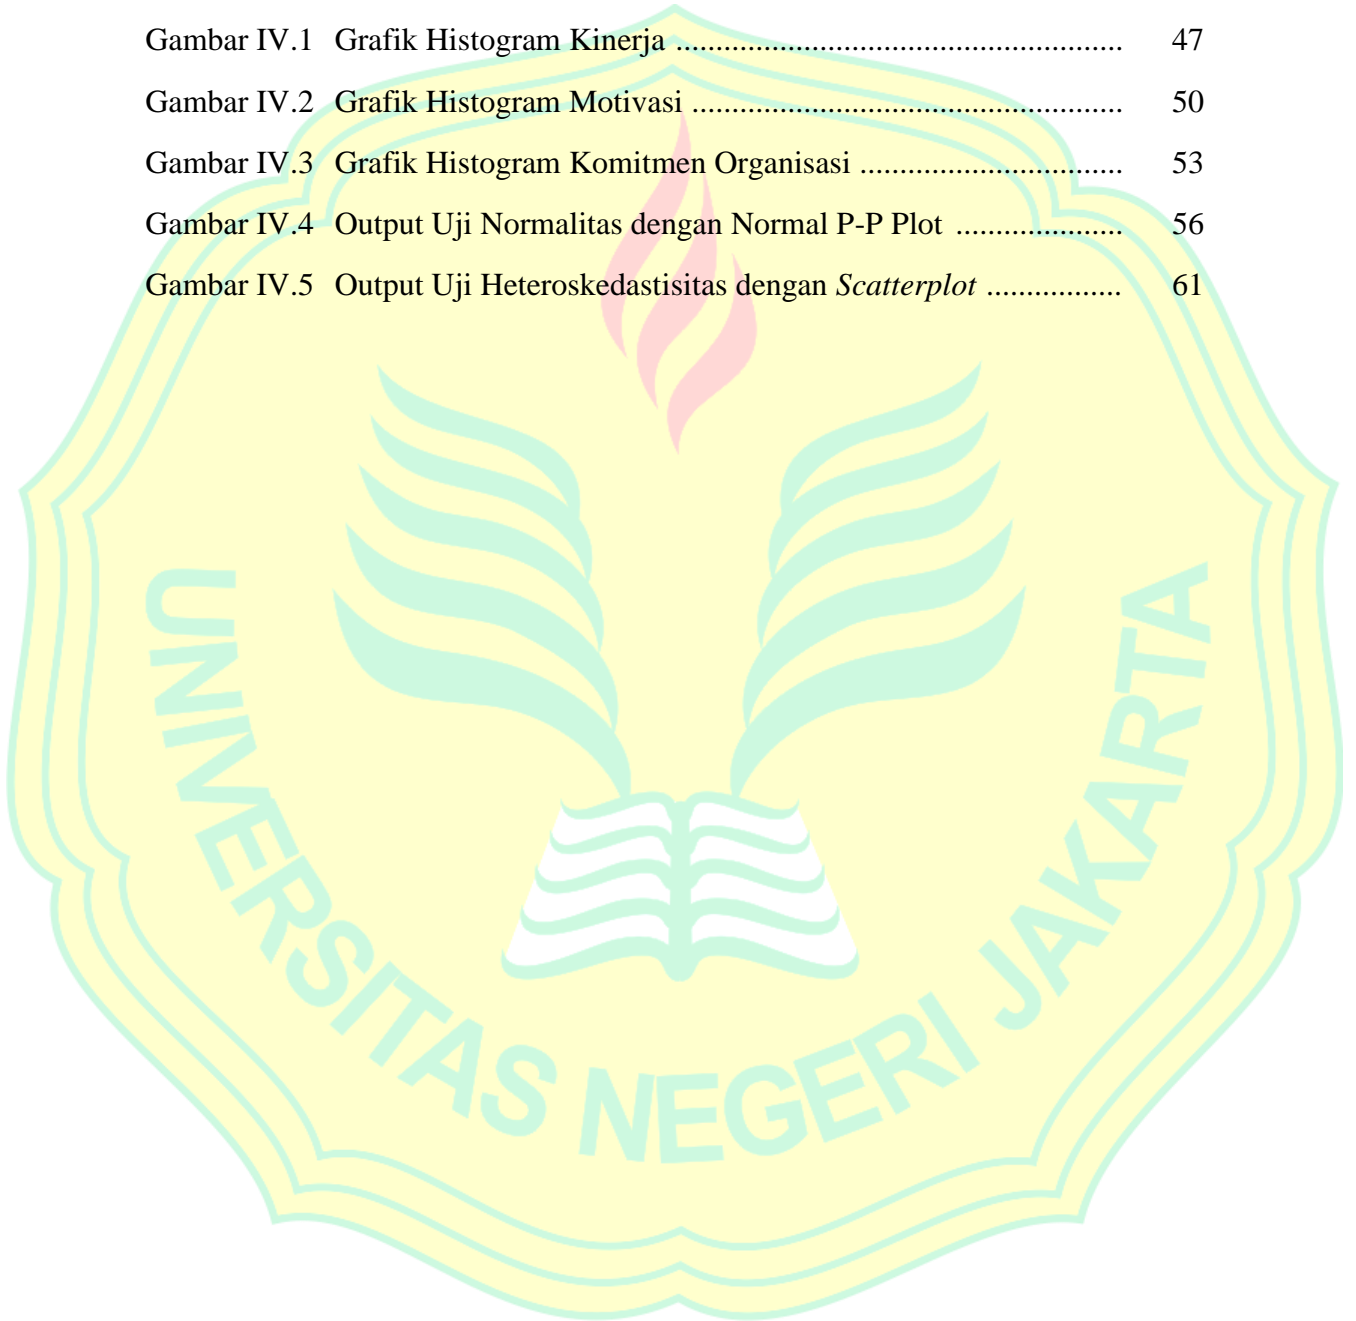 Gambar IV.1 Grafik Histogram Kinerja ........................................................ 47
Gambar IV.2 Grafik Histogram Motivasi ...................................................... 50
Gambar IV.3 Grafik Histogram Komitmen Organisasi ................................. 53
Gambar IV.4 Output Uji Normalitas dengan Normal P-P Plot ..................... 56
Gambar IV.5 Output Uji Heteroskedastisitas dengan Scatterplot ................. 61
UNIVERSITAS NEGERI JAKARTA